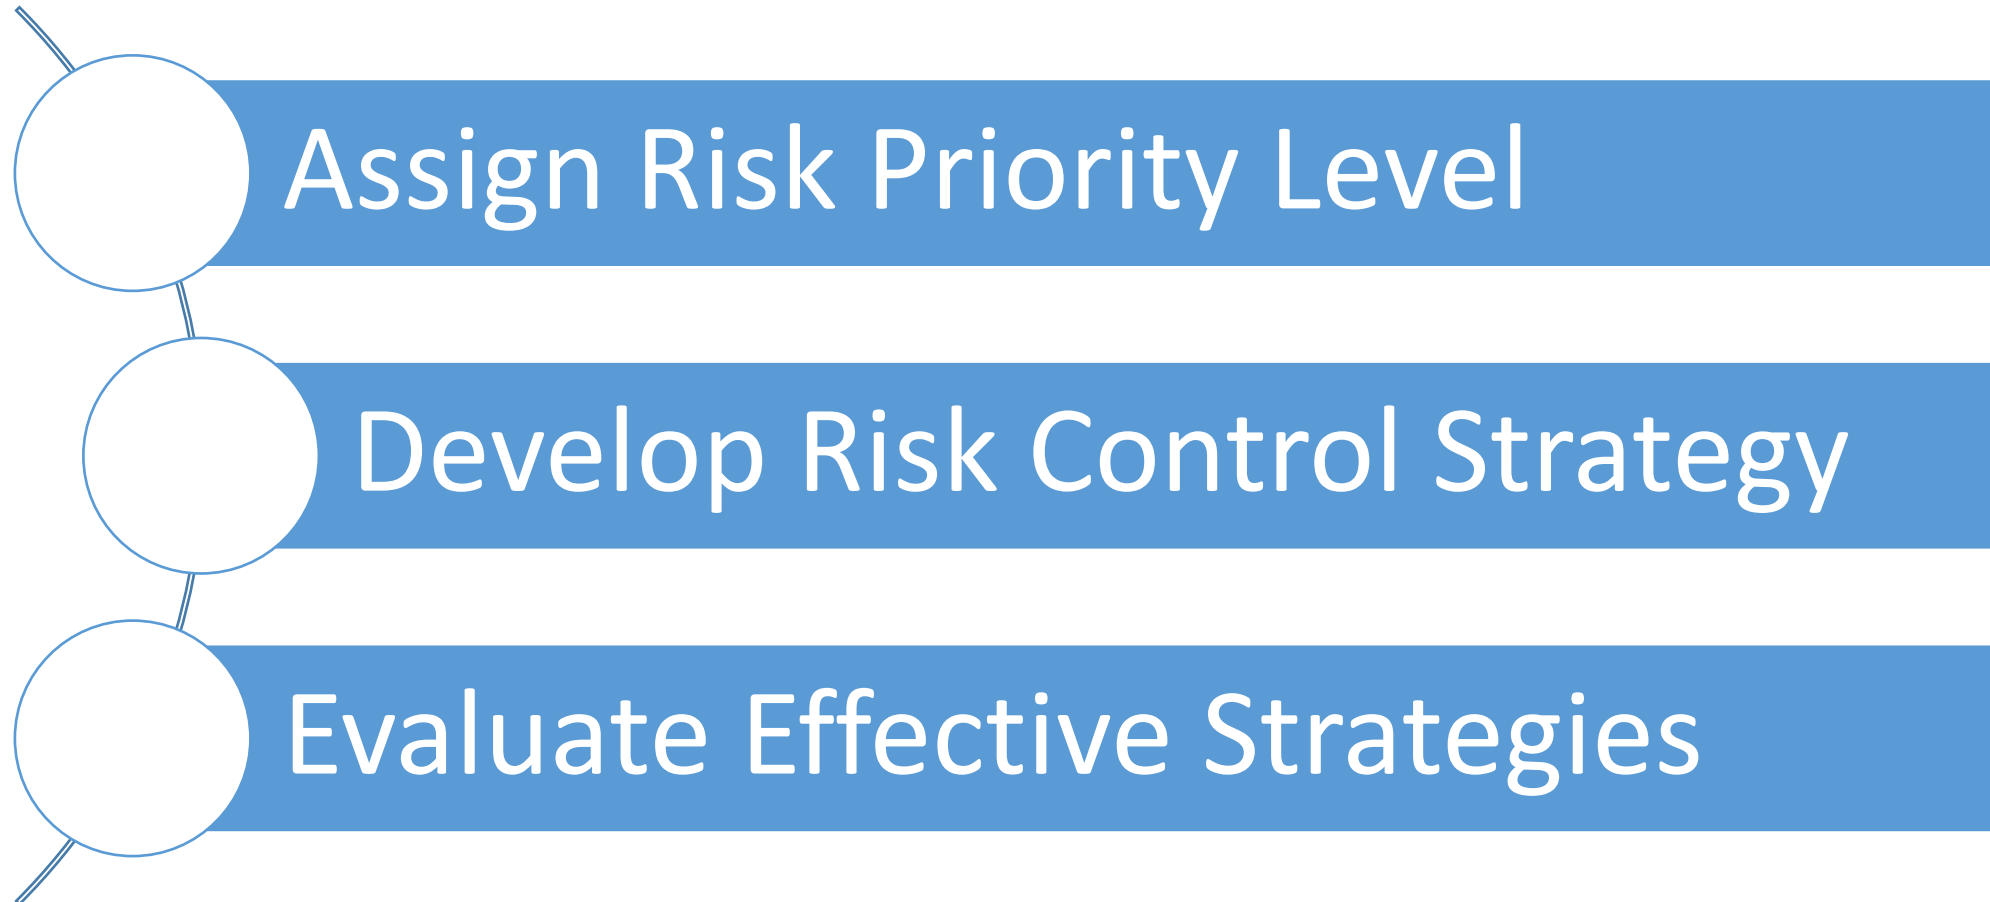 Assign Risk Priority Level
Develop Risk Control Strategy
Evaluate Effective Strategies